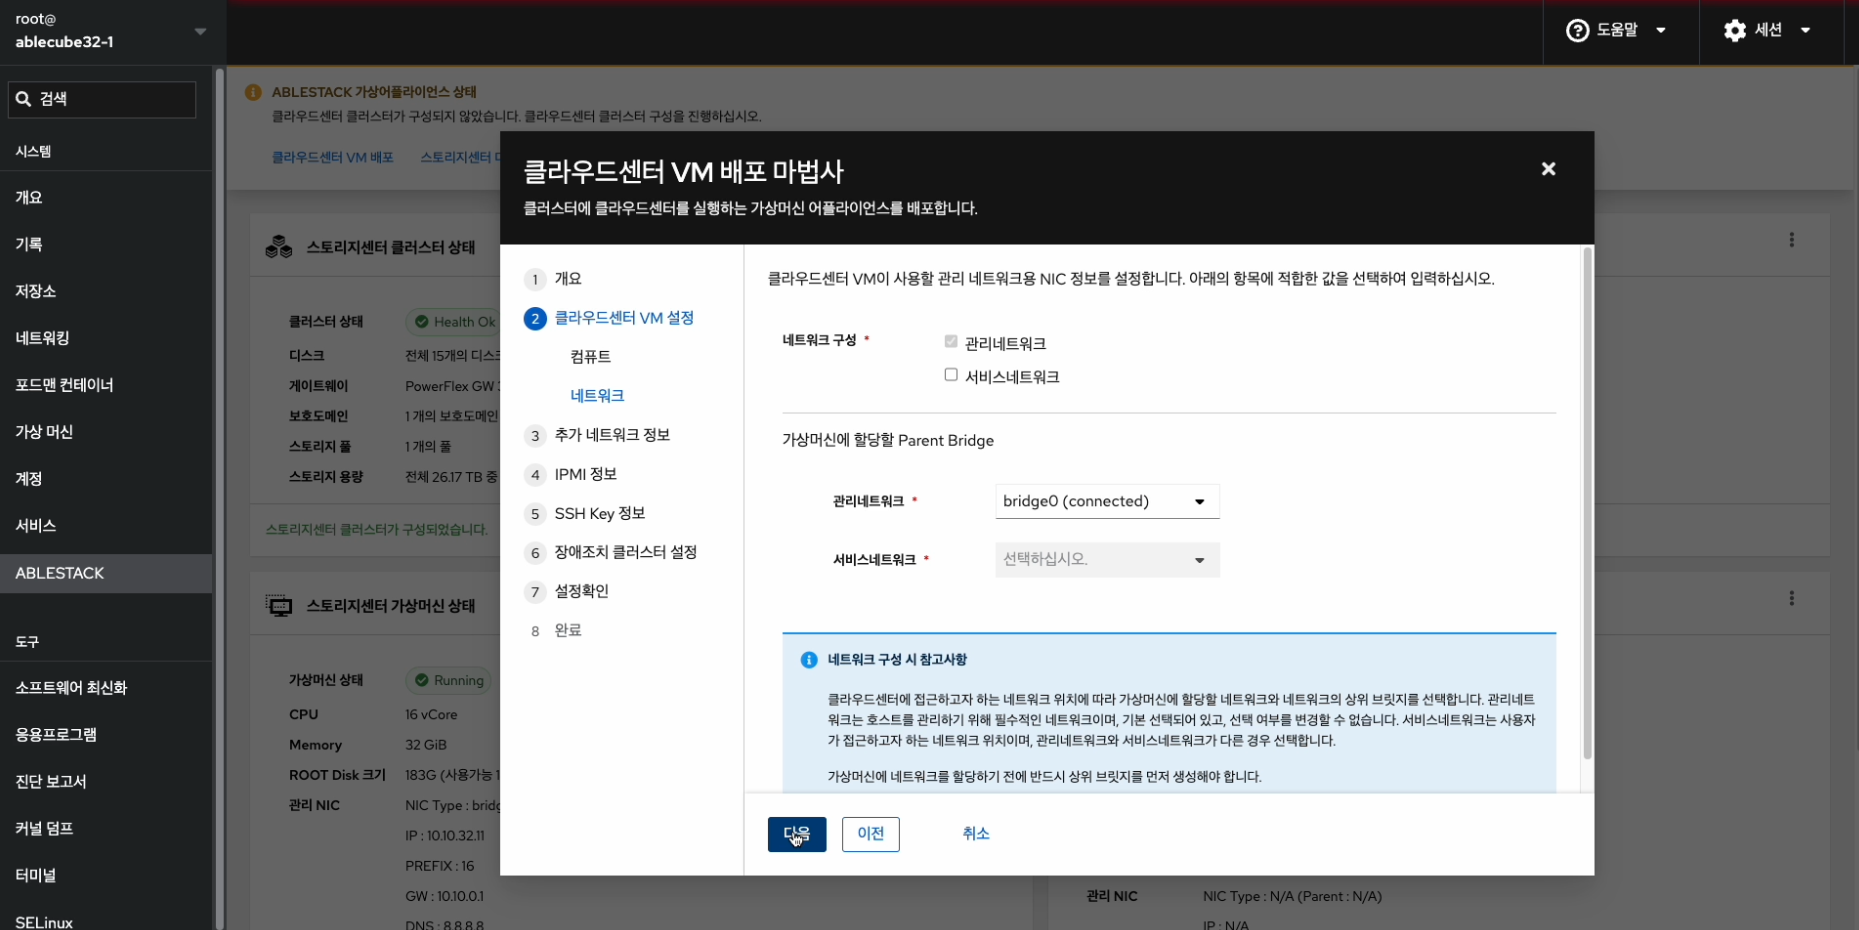 root@
ablecube32-1
도움말
세션
검색
시스템
개요
기록
저장소
네트워킹
포드맨 컨테이너
가상 머신
계정
서비스
ABLESTACK
도구
소프트웨어 최신화
응용프로그램
진단 보고서
커널 덤프
터미널
SELinux
ABLESTACK 가상어플라이언스 상태
클라우드센터 클러스터가 구성되지 않았습니다. 클라우드센터 클러스터 구성을 진행하십시오.
클라우드센터 VM 배포
스토리지센터
스토리지센터 클러스터 상태
클러스터 상태
Health Ok
디스크
전체 15개의 디스크
게이트웨이
PowerFlex GW
보호도메인
1 개의 보호도메인
스토리지 풀
1 개의 풀
스토리지 용량
전체 26.17 TB 중
스토리지센터 클러스터가 구성되었습니다.
스토리지센터 가상머신 상태
가상머신 상태
Running
CPU
16 vCore
Memory
32 GiB
ROOT Disk 크기
183G (사용가능
관리 NIC
NIC Type :
IP : 10.10.32.11
PREFIX : 16
GW : 10.10.0.1
DNS : 8.8.8.8
클라우드센터 VM 배포 마법사
클러스터에 클라우드센터를 실행하는 가상머신 어플라이언스를 배포합니다.
1 개요
2 클라우드센터 VM 설정
컴퓨트
네트워크
3 추가 네트워크 정보
4 IPMI 정보
5 SSH Key 정보
6 장애조치 클러스터 설정
7 설정확인
8 완료
클라우드센터 VM이 사용할 관리 네트워크용 NIC 정보를 설정합니다. 아래의 항목에 적합한 값을 선택하여 입력하십시오.
네트워크 구성 *
관리네트워크
서비스네트워크
가상머신에 할당할 Parent Bridge
관리네트워크 *
bridge0 (connected)
서비스네트워크 *
선택하십시오.
네트워크 구성 시 참고사항
클라우드센터에 접근하고자 하는 네트워크 위치에 따라 가상머신에 할당할 네트워크와 네트워크의 상위 브릿지를 선택합니다. 관리네트
워크는 호스트를 관리하기 위해 필수적인 네트워크이며, 기본 선택되어 있고, 선택 여부를 변경할 수 없습니다. 서비스네트워크는 사용자
가 접근하고자 하는 네트워크 위치이며, 관리네트워크와 서비스네트워크가 다른 경우 선택합니다.
가상머신에 네트워크를 할당하기 전에 반드시 상위 브릿지를 먼저 생성해야 합니다.
다음
이전
취소
관리 NIC
NIC Type : N/A (Parent : N/A)
IP : N/A